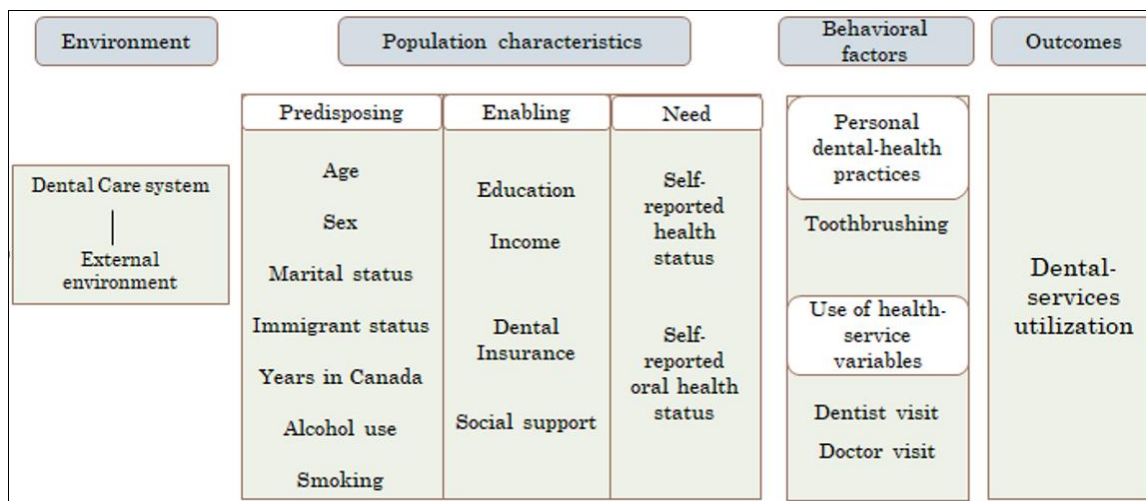 Environment
Population characteristics
Behavioral
factors
Outcomes
Dental Care system
External
environment
Predisposing
Age
Sex
Marital status
Immigrant status
Years in Canada
Alcohol use
Smoking
Enabling
Education
Income
Dental
Insurance
Social support
Need
Self-
reported
health
status
Self-
reported
oral health
status
Personal
dental-health
practices
Toothbrushing
Use of health-
service
variables
Dentist visit
Doctor visit
Dental-
services
utilization